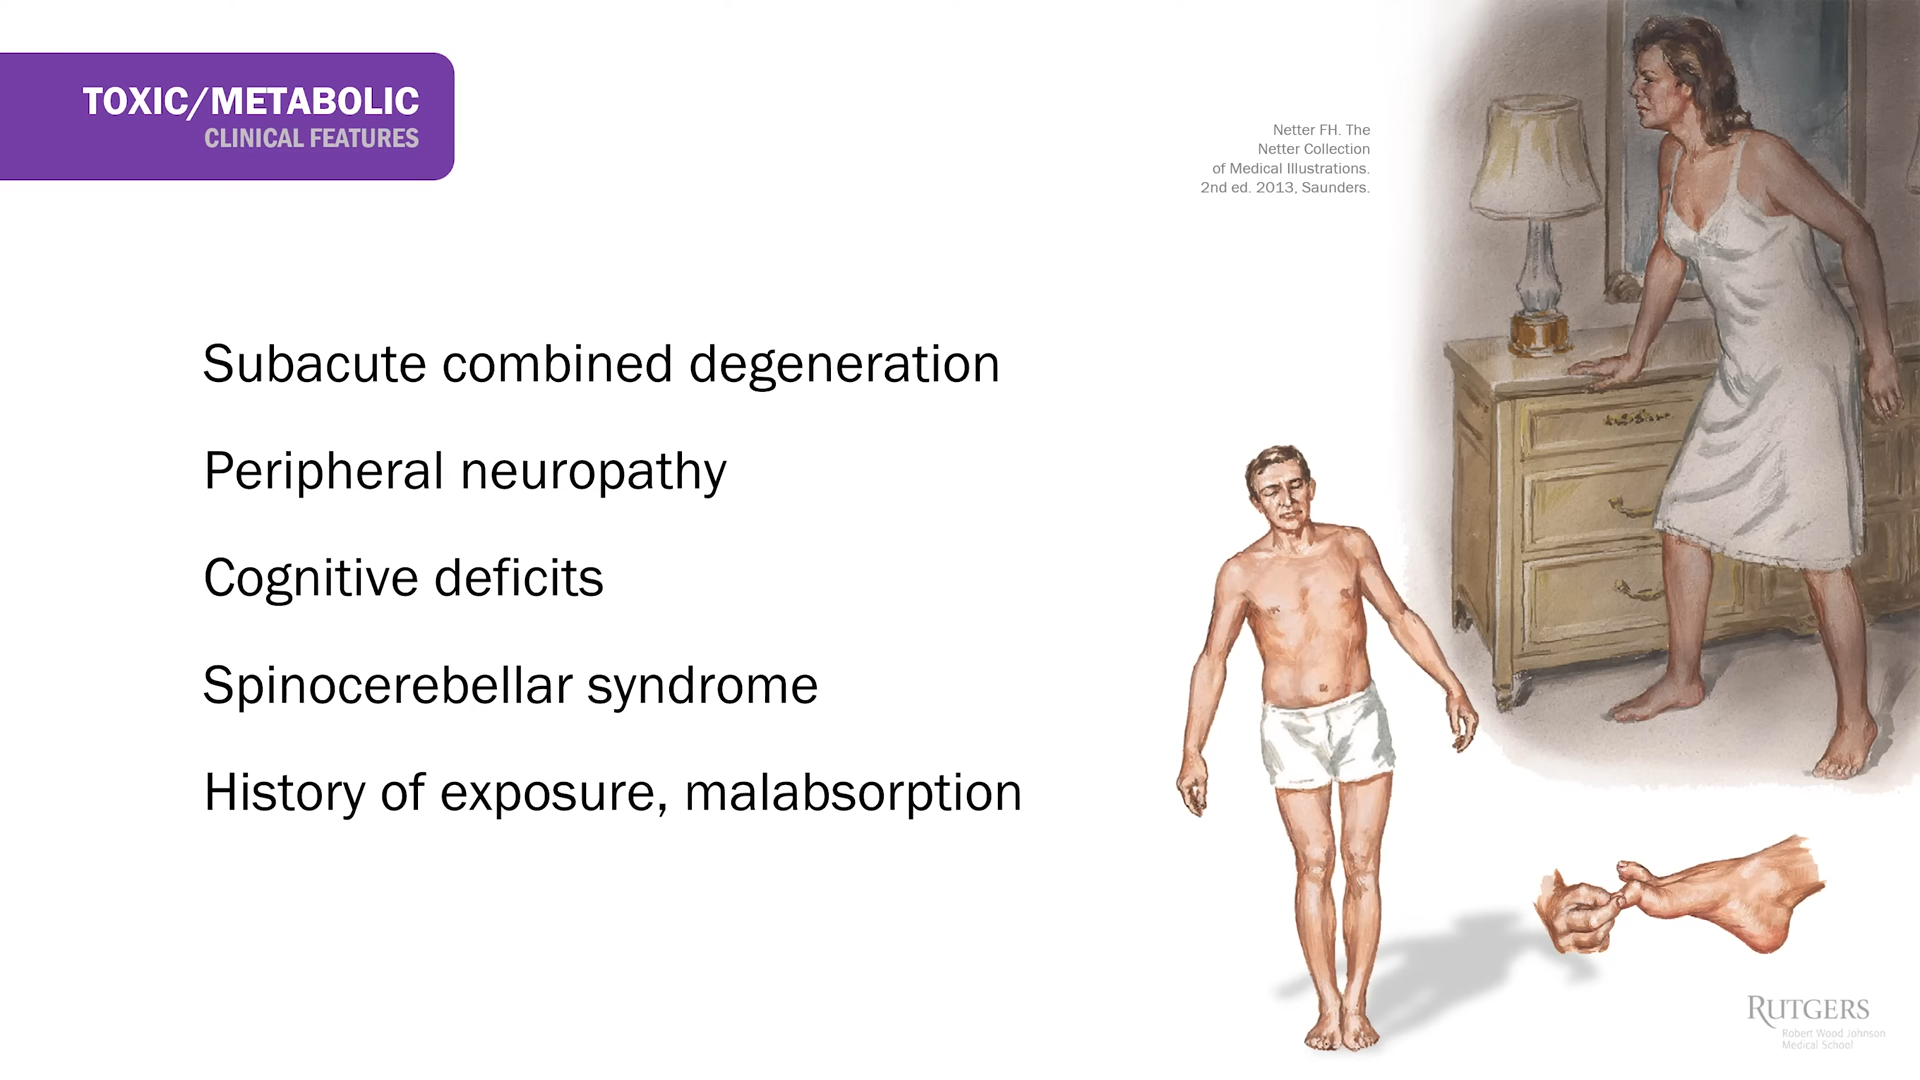 TOXIC/METABOLIC
CLINICAL FEATURES
Netter FH. The
Netter Collection
of Medical Illustrations.
2nd ed. 2013, Saunders.
Subacute combined degeneration
Peripheral neuropathy
Cognitive deficits
Spinocerebellar syndrome
History of exposure, malabsorption
RUTGERS
Robert Wood Johnson
Medical School